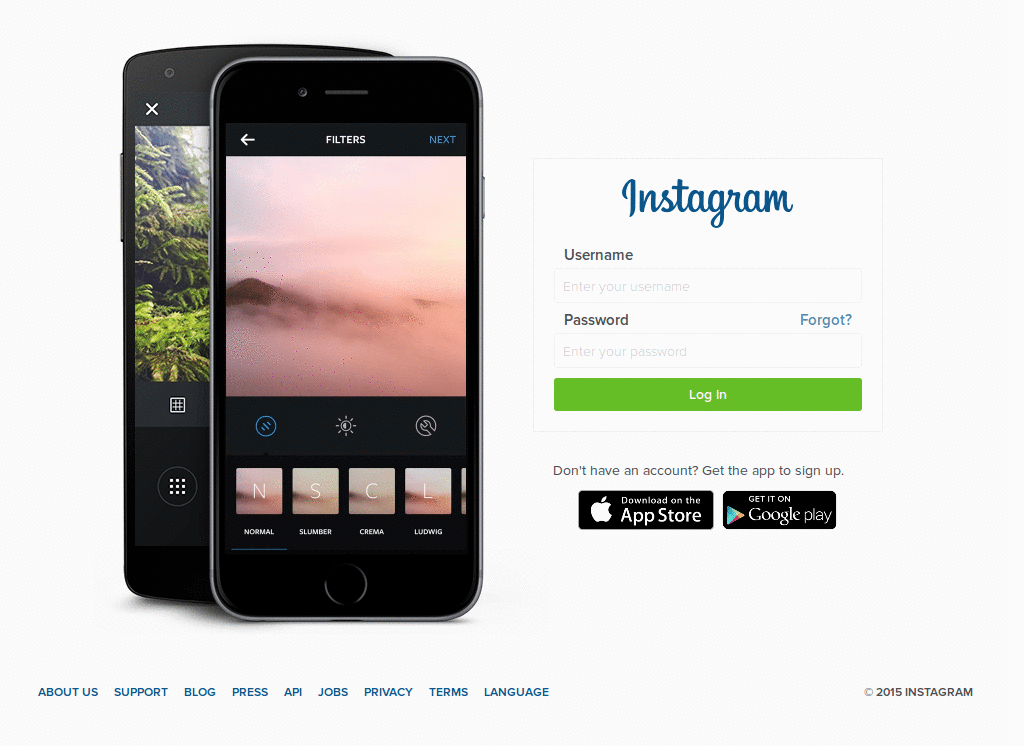 FILTERS
NEXT
N
S
C
L
NORMAL
SLUMBER
CREMA
LUDWIG
Instagram
Username
Enter your username
Password
Forgot?
Enter your password
Log In
Don't have an account? Get the app to sign up.
Download on the
App Store
GET IT ON
Google play
ABOUT US SUPPORT BLOG PRESS API JOBS PRIVACY TERMS LANGUAGE
© 2015 INSTAGRAM